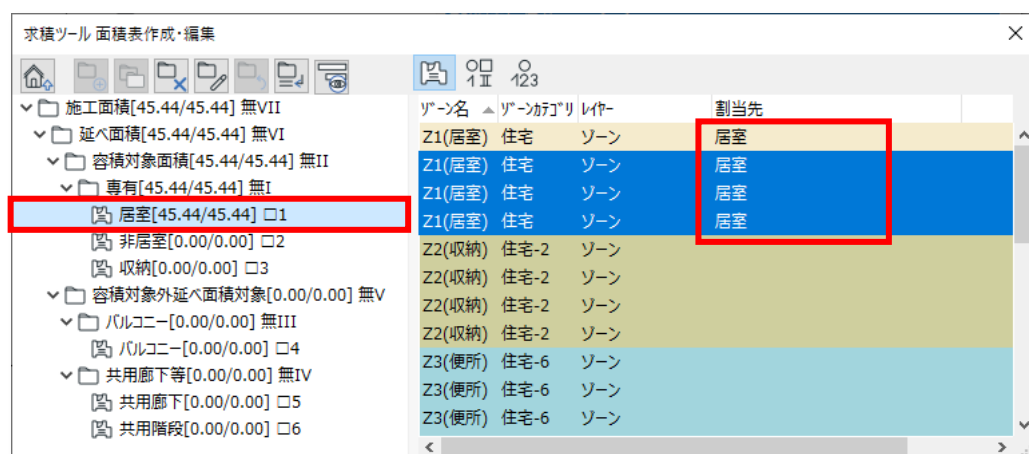 求積ツール 面積表作成・編集
施工面積[45.44/45.44] 無VII
延べ面積[45.44/45.44] 無VI
容積対象面積[45.44/45.44] 無II
専有[45.44/45.44] 無I
居室[45.44/45.44] □1
非居室[0.00/0.00] □2
収納[0.00/0.00] □3
容積対象外延べ面積対象[0.00/0.00] 無V
バルコニー[0.00/0.00] 無III
バルコニー[0.00/0.00] □4
共用廊下等[0.00/0.00] 無IV
共用廊下[0.00/0.00] □5
共用階段[0.00/0.00] □6
1 II
123
ゾーン名 ゾーンカテゴリ レイヤー 割当先
Z1(居室) 住宅 ゾーン 居室
Z1(居室) 住宅 ゾーン 居室
Z1(居室) 住宅 ゾーン 居室
Z1(居室) 住宅 ゾーン 居室
Z2(収納) 住宅-2 ゾーン
Z2(収納) 住宅-2 ゾーン
Z2(収納) 住宅-2 ゾーン
Z2(収納) 住宅-2 ゾーン
Z3(便所) 住宅-6 ゾーン
Z3(便所) 住宅-6 ゾーン
Z3(便所) 住宅-6 ゾーン